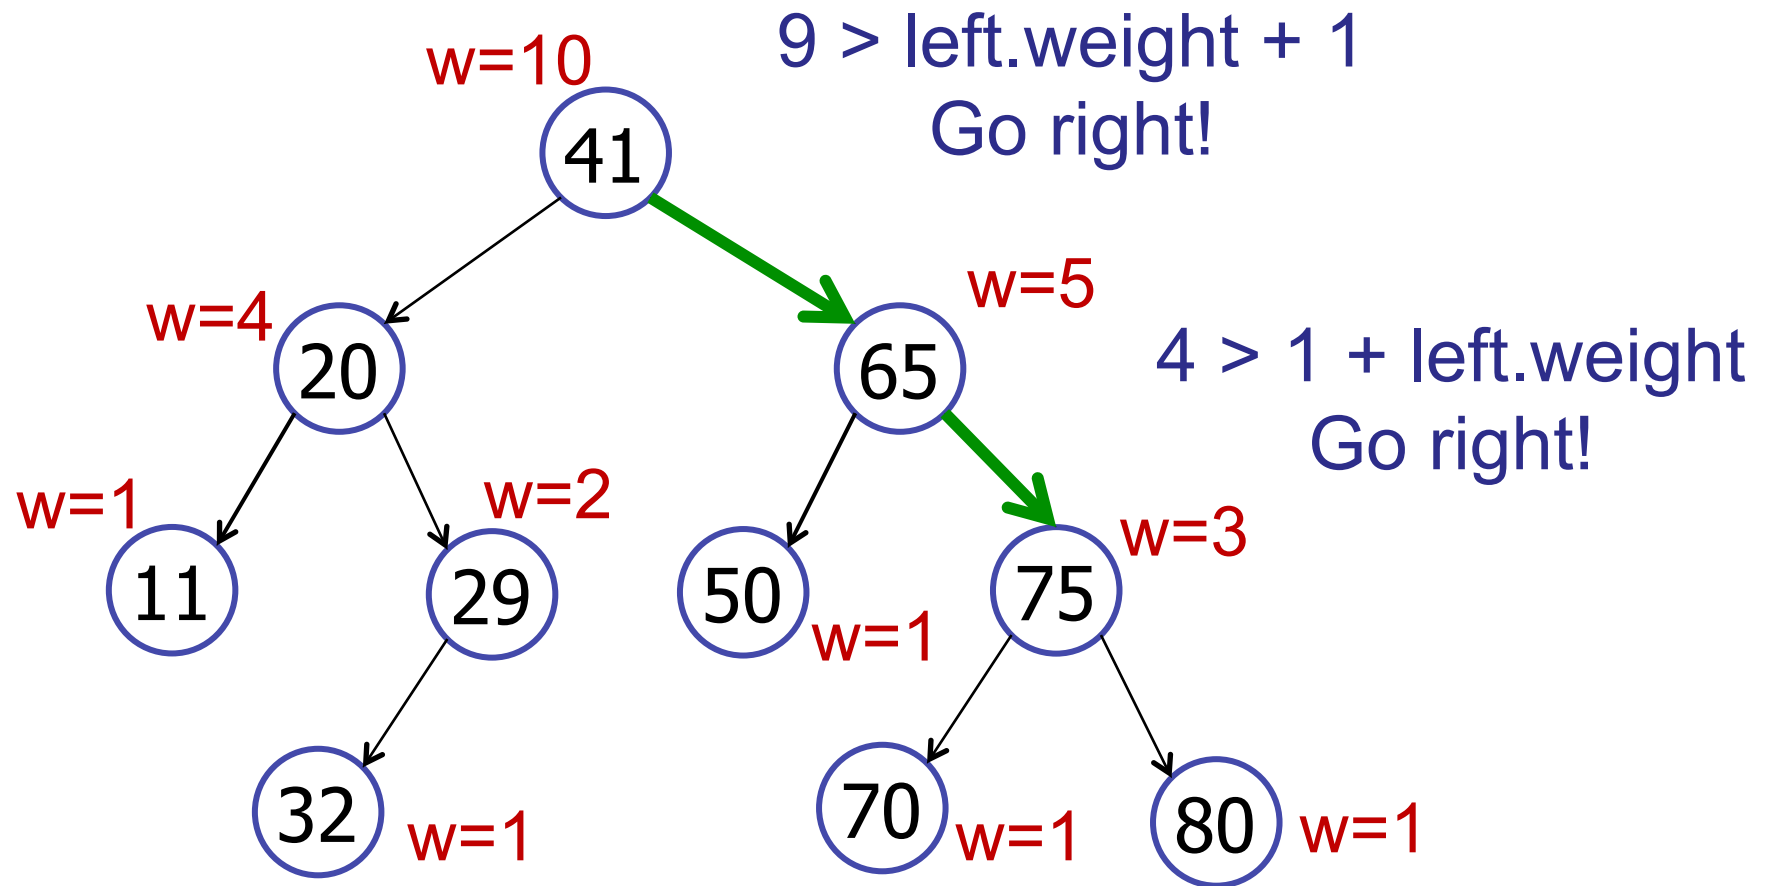 9 > left.weight + 1
w=10
Go right!
41
w=5
w=4
20
65
4 > 1 + left.weight
Go right!
w=1
w=2
w=3
11
29
50
75
w=1
32
w=1
70
w=1
80
w=1